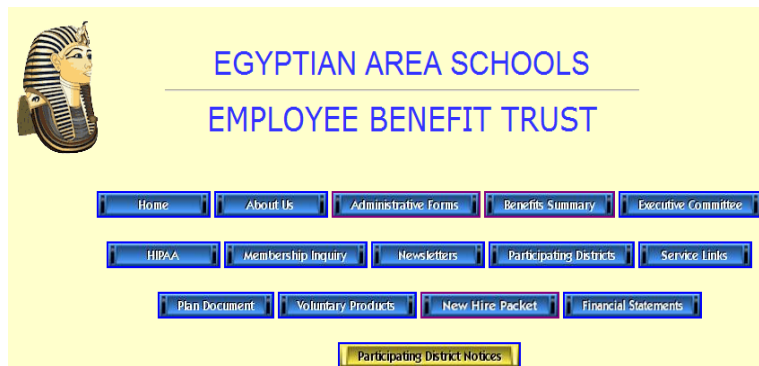 EGYPTIAN AREA SCHOOLS
EMPLOYEE BENEFIT TRUST
Home About Us Administrative Forms Benefits Summary Executive Committee
HIPAA Membership Inquiry Newsletters Participating Districts Service Links
Plan Document Voluntary Products New Hire Packet Financial Statements
Participating District Notices